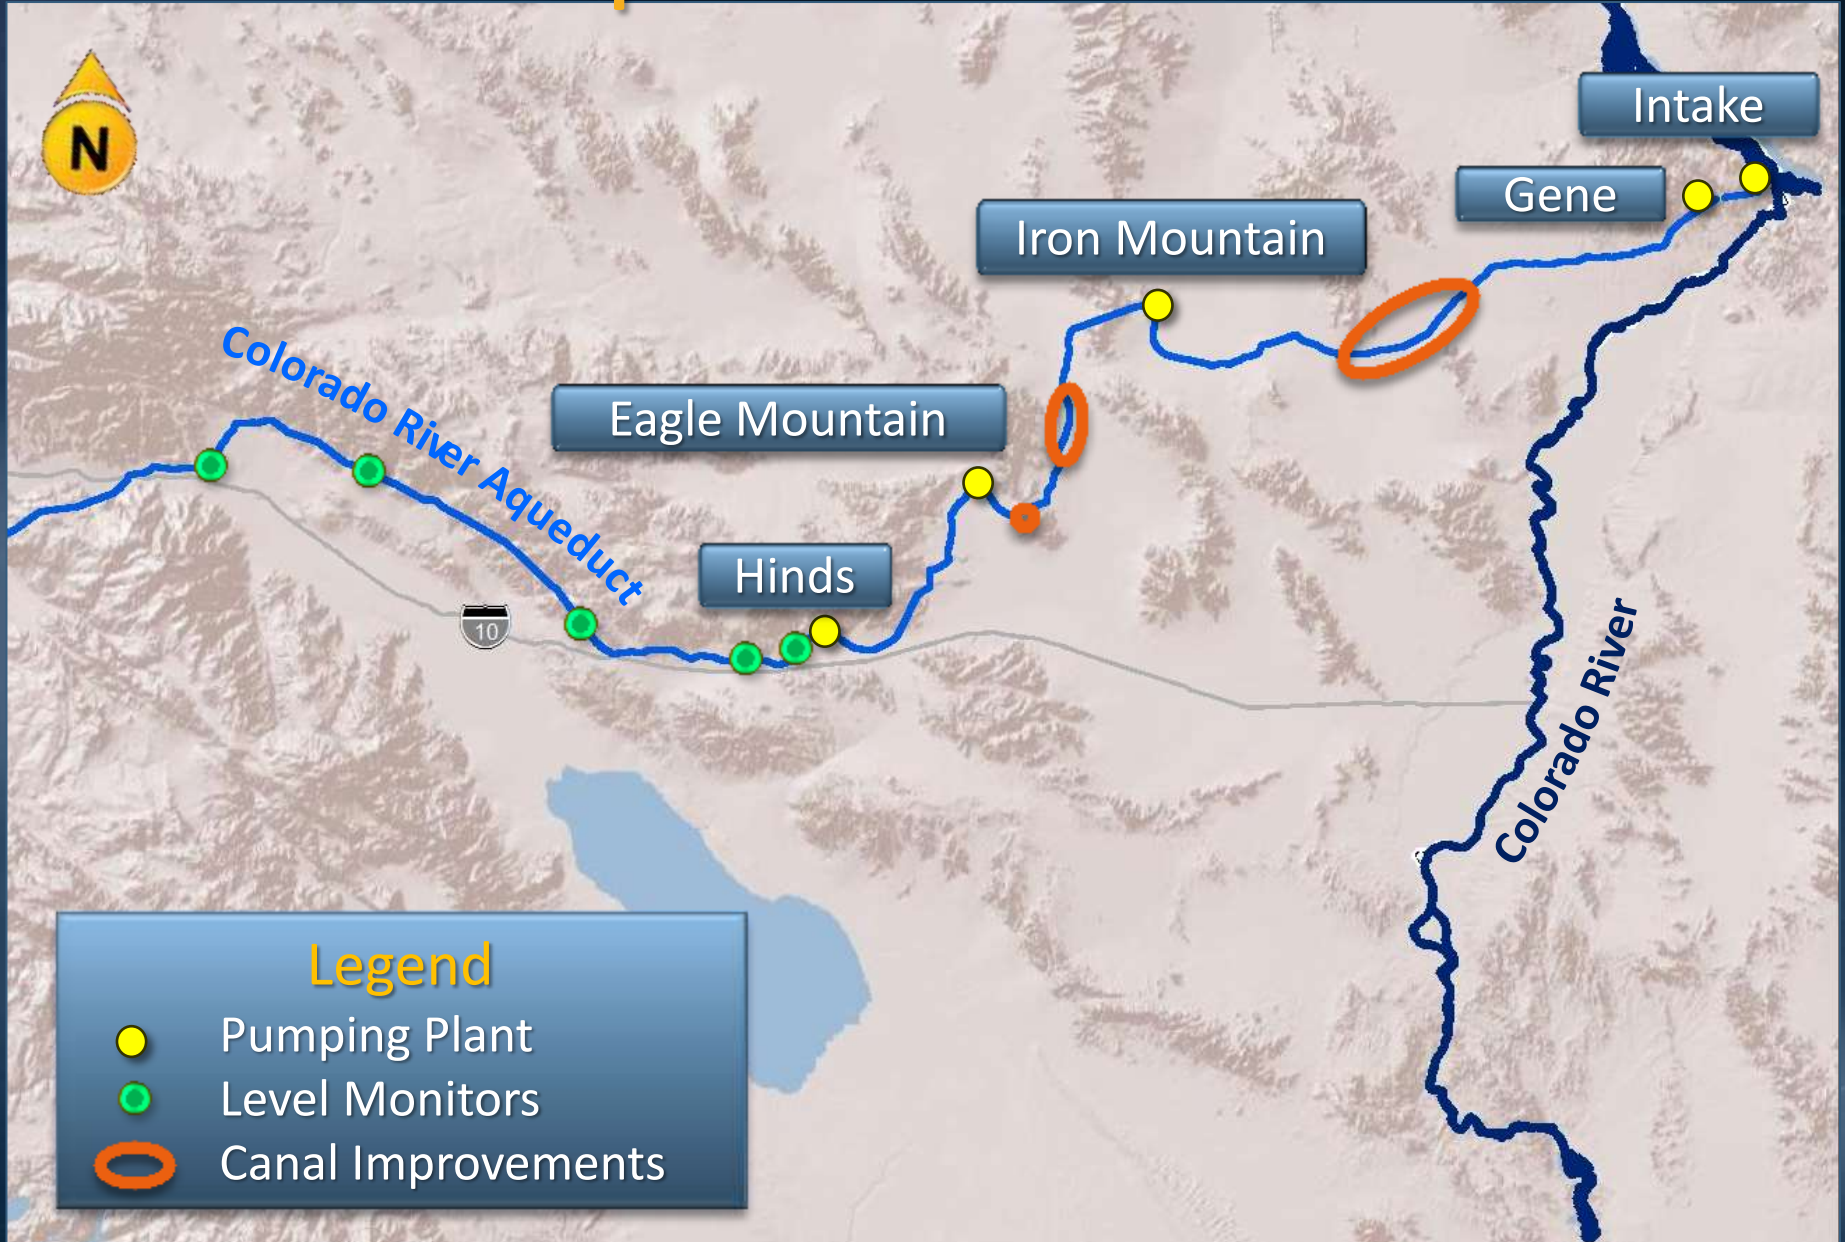 N
Intake
Gene
Iron Mountain
Colorado River Aqueduct
Eagle Mountain
Hinds
10
Colorado River
Legend
Pumping Plant
Level Monitors
Canal Improvements